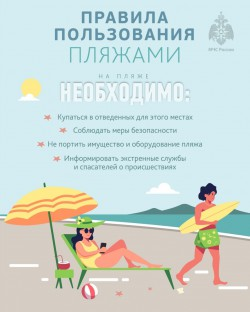 ПРАВИЛА
ПОЛЬЗОВАНИЯ
ПЛЯЖАМИ
МЧС России
НА ПЛЯЖЕ
НЕОБХОДИМО:
Купаться в отведенных для этого местах
Соблюдать меры безопасности
Не портить имущество и оборудование пляжа
Информировать экстренные службы
и спасателей о происшествиях